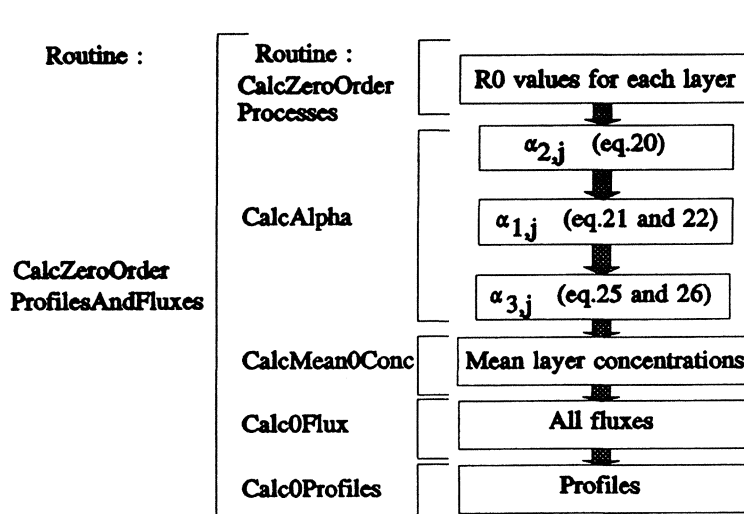 Routine :
Routine :
CalcZeroOrder
Processes
R0 values for each layer
α2,j (eq.20)
CalcAlpha
α1,j (eq.21 and 22)
CalcZeroOrder
ProfilesAndFluxes
α3,j (eq.25 and 26)
CalcMean0Conc
Mean layer concentrations
Calc0Flux
All fluxes
Calc0Profiles
Profiles